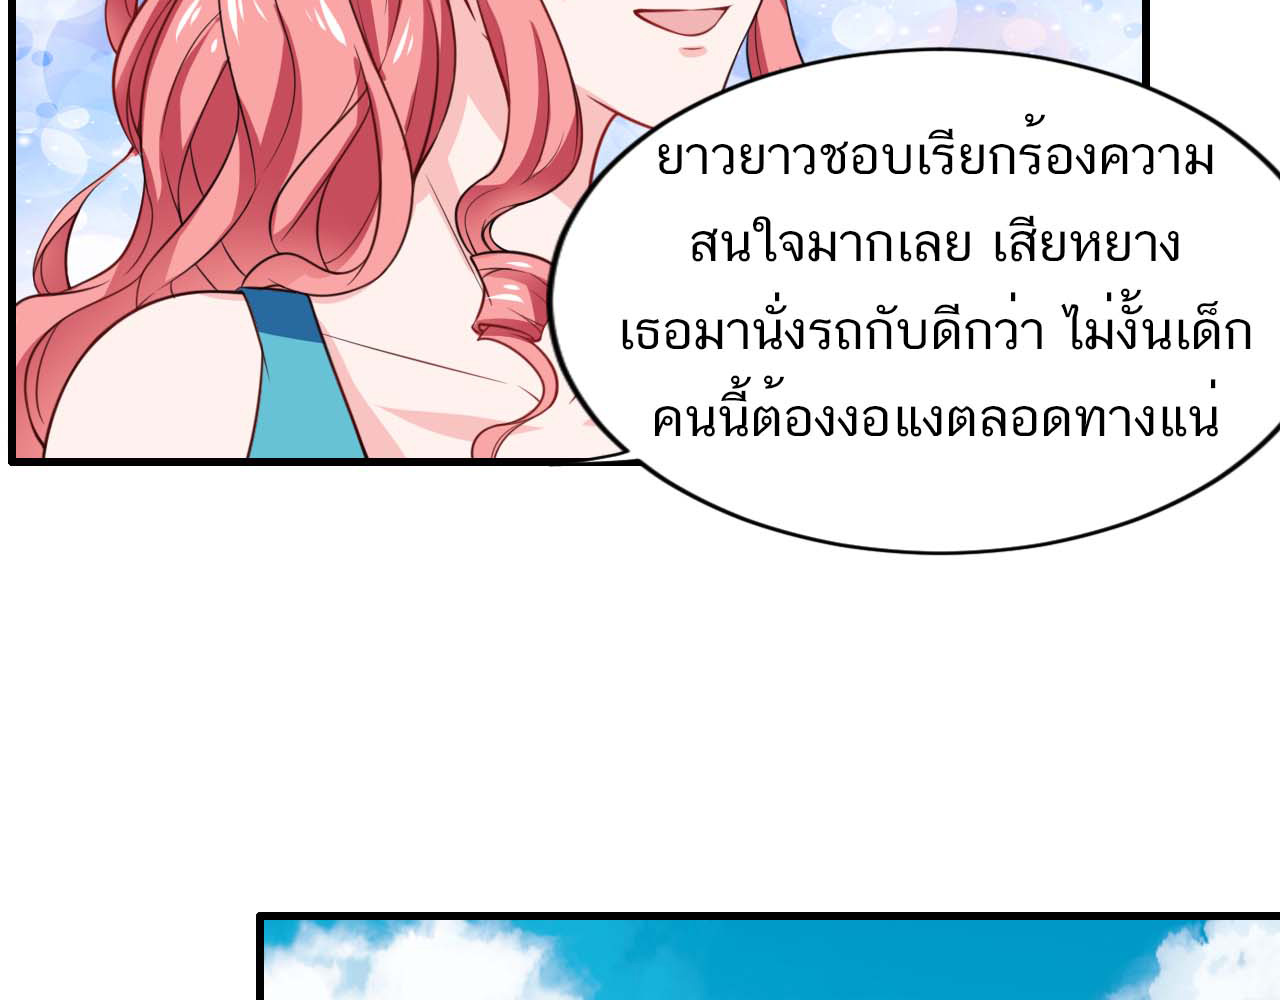 ยาวยาวชอบเรียกร้องความ
สนใจมากเลย เสียหยาง
เธอมานั่งรถกับดีกว่า ไม่งั้นเด็ก
คนนี้ต้องงอแงตลอดทางแน่